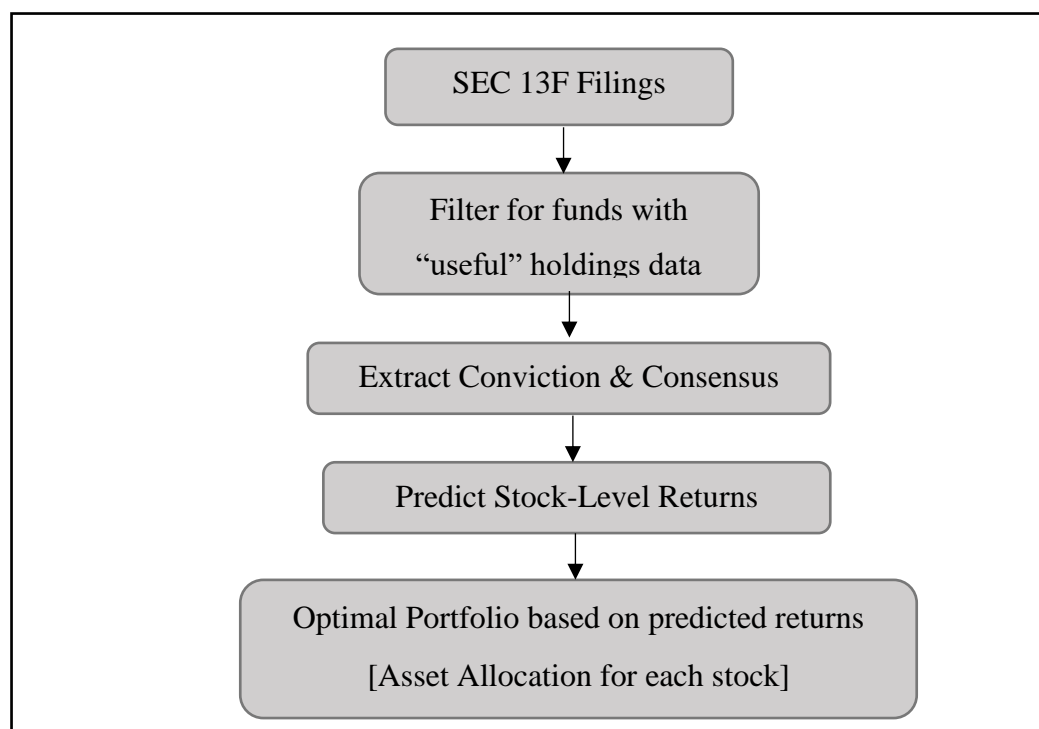 SEC 13F Filings
Filter for funds with
“useful” holdings data
Extract Conviction & Consensus
Predict Stock-Level Returns
Optimal Portfolio based on predicted returns
[Asset Allocation for each stock]